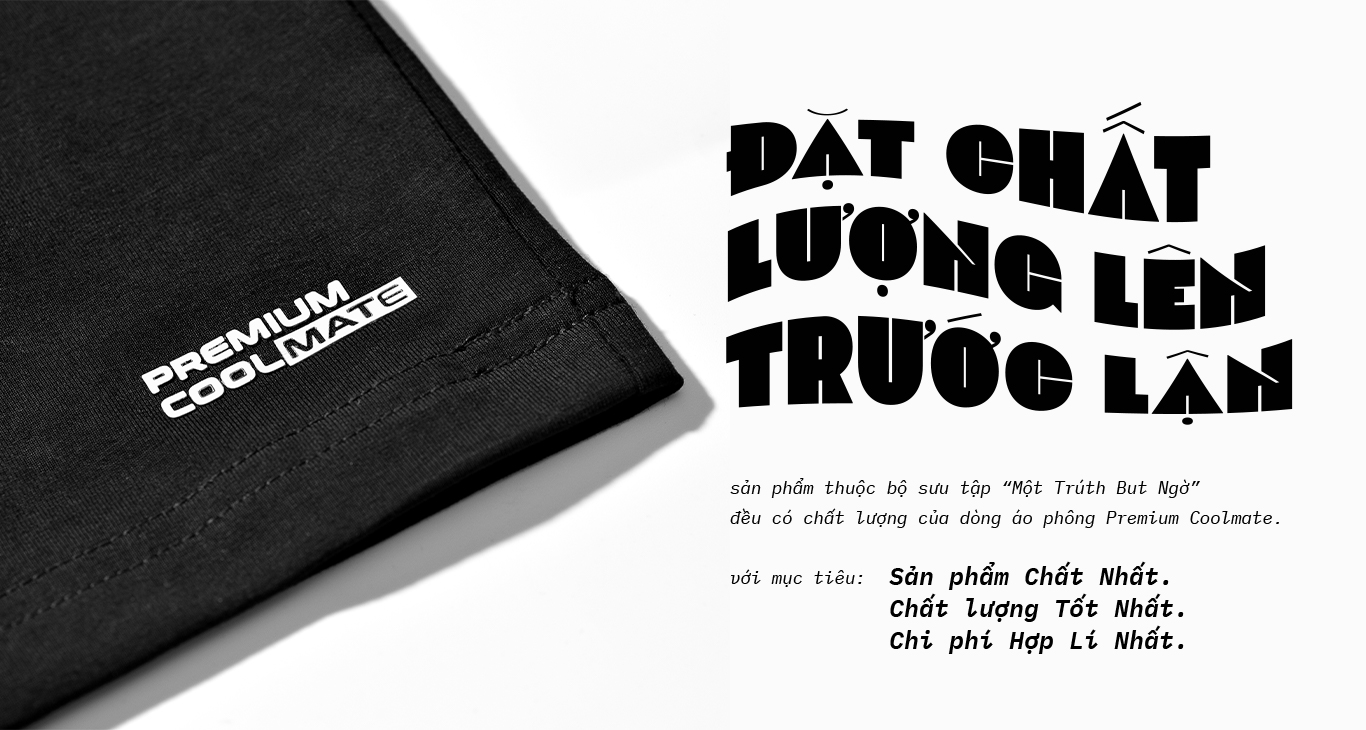 PREMIUM
COOLMATE
ĐẶT CHẤT
LƯỢNG LÊN
TRƯỚC LẬN
sản phẩm thuộc bộ sưu tập “Một Trúth But Ngờ”
đều có chất lượng của dòng áo phông Premium Coolmate.
với mục tiêu: Sản phẩm Chất Nhất.
Chất lượng Tốt Nhất.
Chi phí Hợp Lí Nhất.